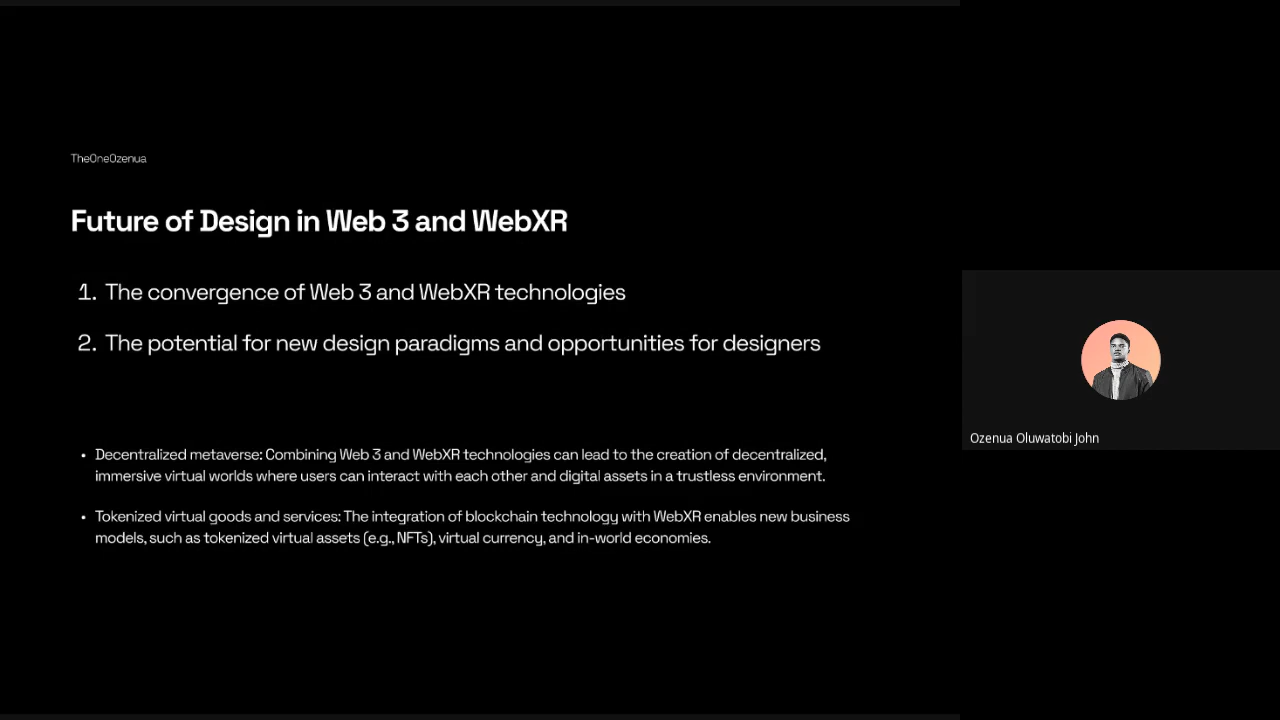 TheOneOzenua
Future of Design in Web 3 and WebXR
1. The convergence of Web 3 and WebXR technologies
2. The potential for new design paradigms and opportunities for designers
• Decentralized metaverse: Combining Web 3 and WebXR technologies can lead to the creation of decentralized,
immersive virtual worlds where users can interact with each other and digital assets in a trustless environment.
• Tokenized virtual goods and services: The integration of blockchain technology with WebXR enables new business
models, such as tokenized virtual assets (e.g., NFTs), virtual currency, and in-world economies.
Ozenua Oluwatobi John